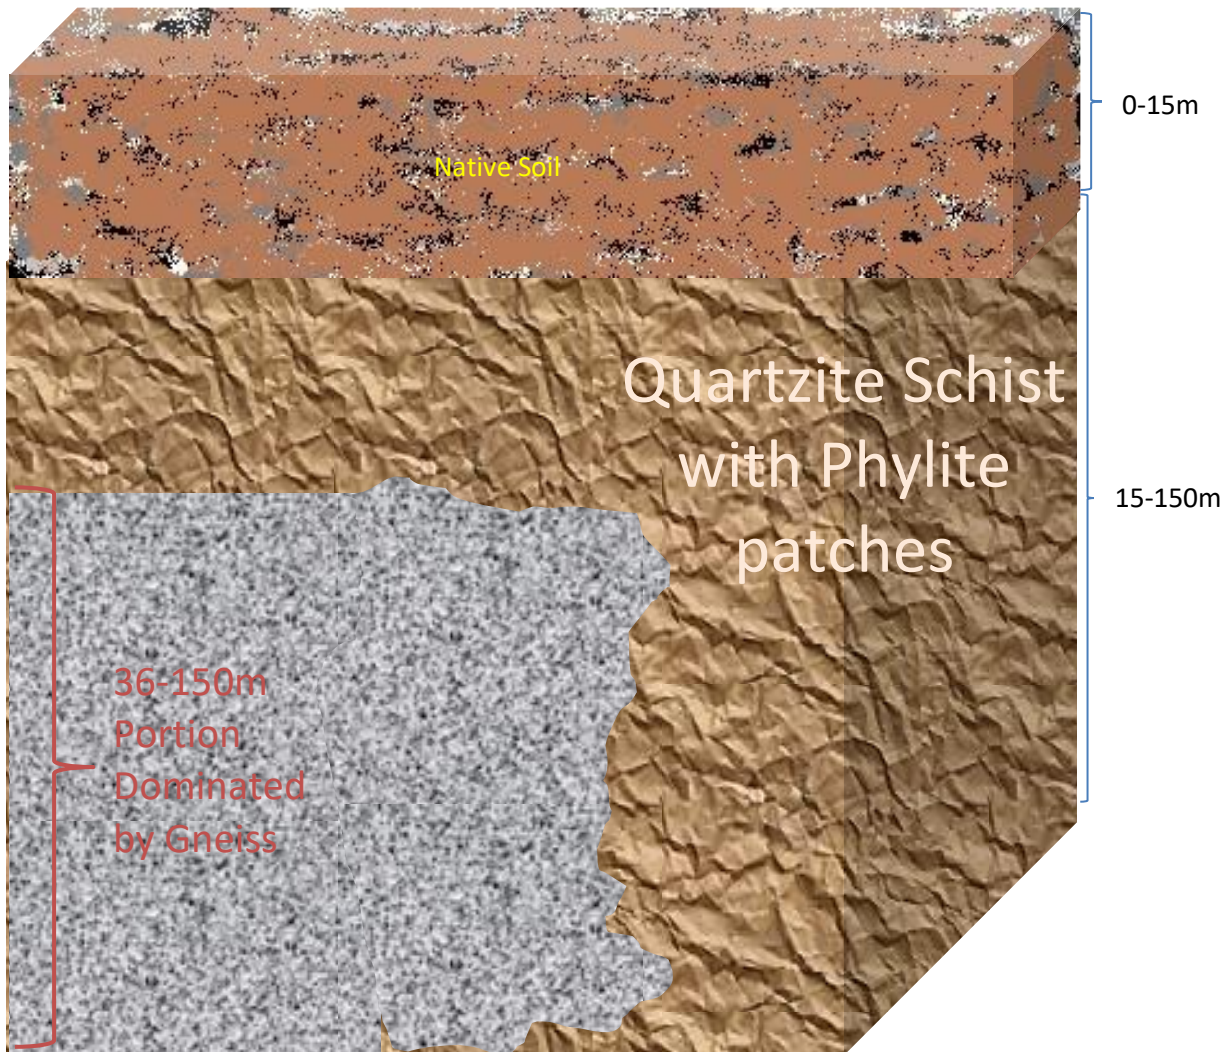 0-15m
Native Soil
Quartzite Schist
with Phylite
patches
15-150m
36-150m
Portion
Dominated
by Gneiss